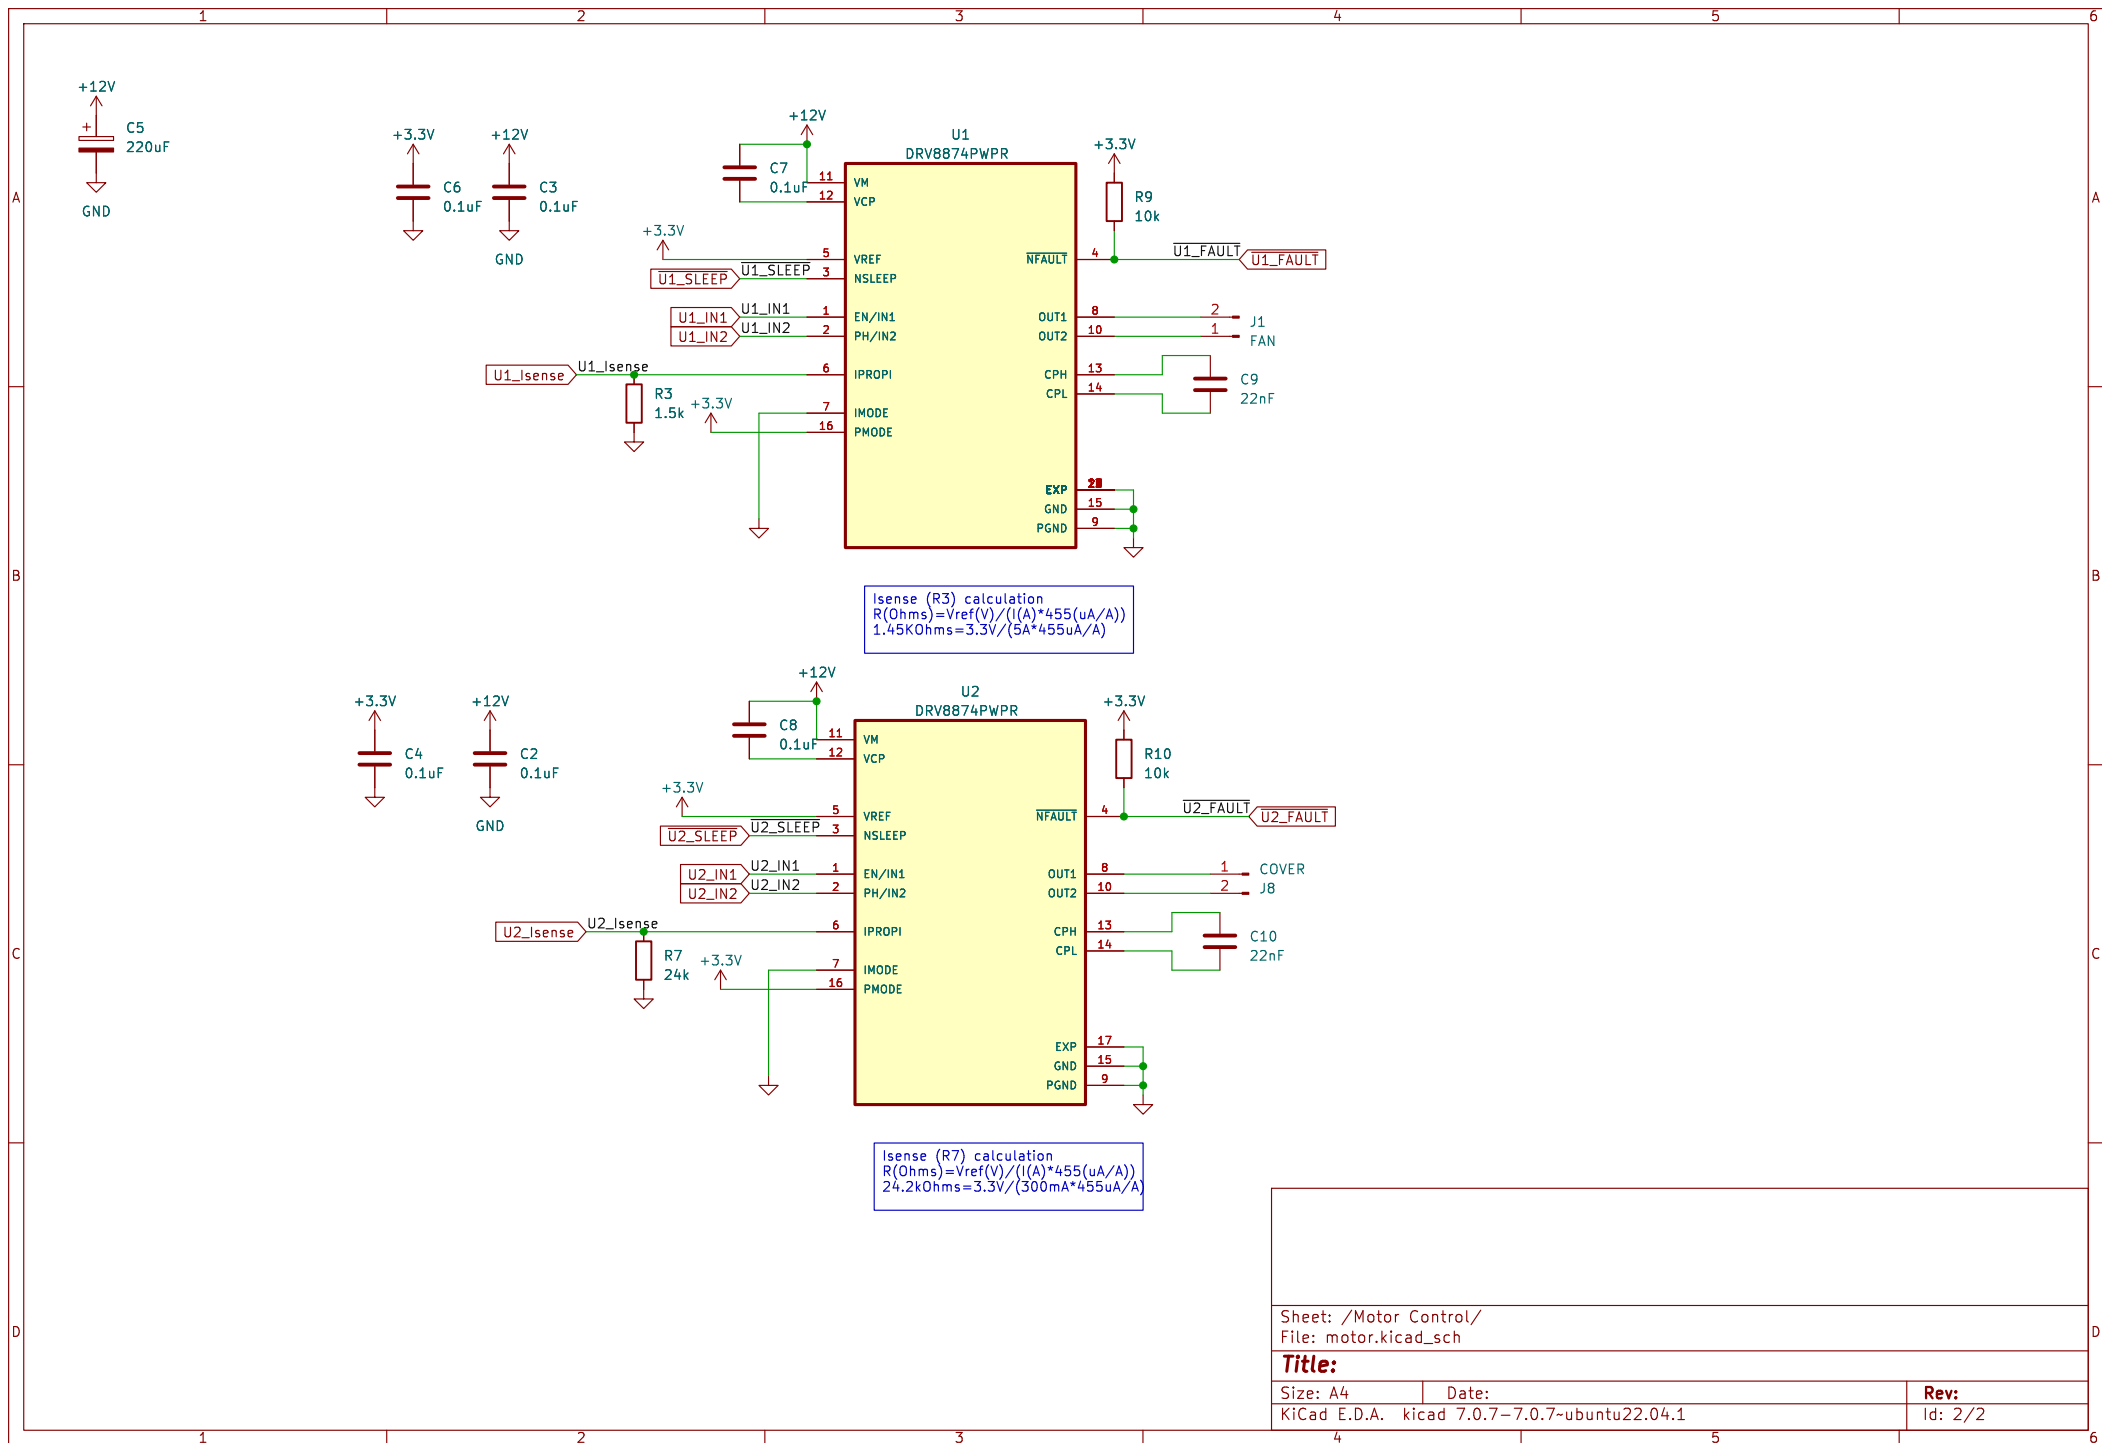 1 2 3 4 5 6
A
B
C
D
A
B
C
D
+12V
C5
220uF
GND
+3.3V
C6
0.1uF
+12V
C3
0.1uF
GND
+12V
C7
0.1uF
U1
DRV8874PWPR
11 VM
12 VCP
+3.3V
5 VREF
U1_SLEEP U1_SLEEP 3 NSLEEP
U1_IN1 U1_IN1 1 EN/IN1
U1_IN2 U1_IN2 2 PH/IN2
U1_Isense U1_Isense 6 IPROPI
R3
1.5k
+3.3V
7 IMODE
16 PMODE
+3.3V
R9
10k
NFAULT 4 U1_FAULT U1_FAULT
OUT1 8 2
OUT2 10 1
J1
FAN
CPH 13
CPL 14
C9
22nF
EXP
GND 15
PGND 9
Isense (R3) calculation
R(Ohms)=Vref(V)/(I(A)*455(uA/A))
1.45KOhms=3.3V/(5A*455uA/A)
+3.3V
C4
0.1uF
+12V
C2
0.1uF
GND
+12V
C8
0.1uF
U2
DRV8874PWPR
11 VM
12 VCP
+3.3V
5 VREF
U2_SLEEP U2_SLEEP 3 NSLEEP
U2_IN1 U2_IN1 1 EN/IN1
U2_IN2 U2_IN2 2 PH/IN2
U2_Isense U2_Isense 6 IPROPI
R7
24k
+3.3V
7 IMODE
16 PMODE
+3.3V
R10
10k
NFAULT 4 U2_FAULT U2_FAULT
OUT1 8 1 COVER
OUT2 10 2 J8
CPH 13
CPL 14
C10
22nF
EXP 17
GND 15
PGND 9
Isense (R7) calculation
R(Ohms)=Vref(V)/(I(A)*455(uA/A))
24.2kOhms=3.3V/(300mA*455uA/A)
Sheet: /Motor Control/
File: motor.kicad_sch
Title:
Size: A4 Date: Rev:
KiCad E.D.A. kicad 7.0.7-7.0.7~ubuntu22.04.1 Id: 2/2
1 2 3 4 5 6